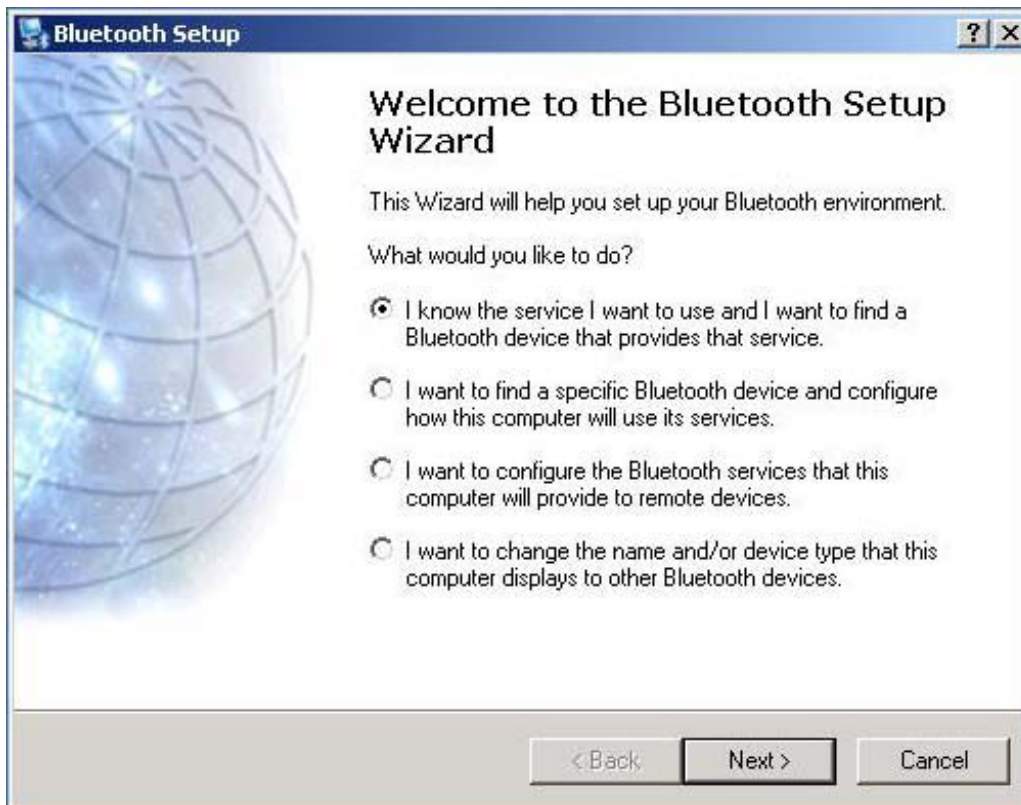 Bluetooth Setup
? X
Welcome to the Bluetooth Setup
Wizard
This Wizard will help you set up your Bluetooth environment.
What would you like to do?
I know the service I want to use and I want to find a
Bluetooth device that provides that service.
I want to find a specific Bluetooth device and configure
how this computer will use its services.
I want to configure the Bluetooth services that this
computer will provide to remote devices.
I want to change the name and/or device type that this
computer displays to other Bluetooth devices.
< Back Next > Cancel